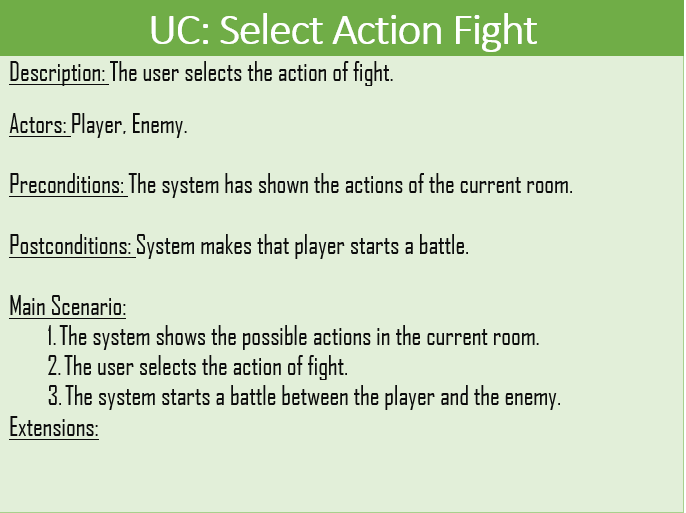 UC: Select Action Fight
Description: The user selects the action of fight.
Actors: Player, Enemy.
Preconditions: The system has shown the actions of the current room.
Postconditions: System makes that player starts a battle.
Main Scenario:
1. The system shows the possible actions in the current room.
2. The user selects the action of fight.
3. The system starts a battle between the player and the enemy.
Extensions: